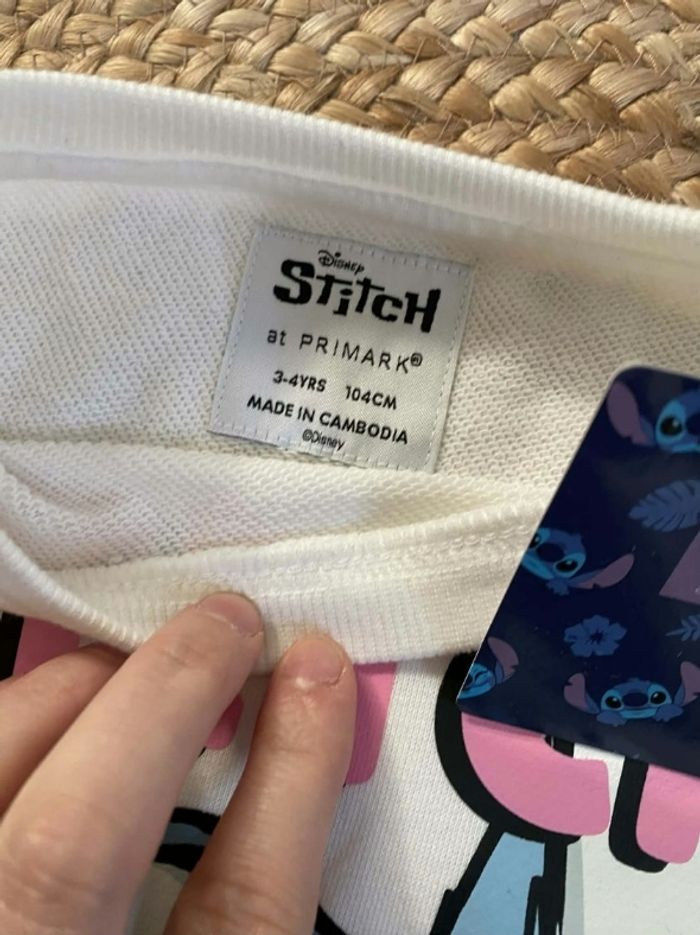 Disney
STiTCH
at PRIMARK®
3-4YRS 104CM
MADE IN CAMBODIA
©Disney